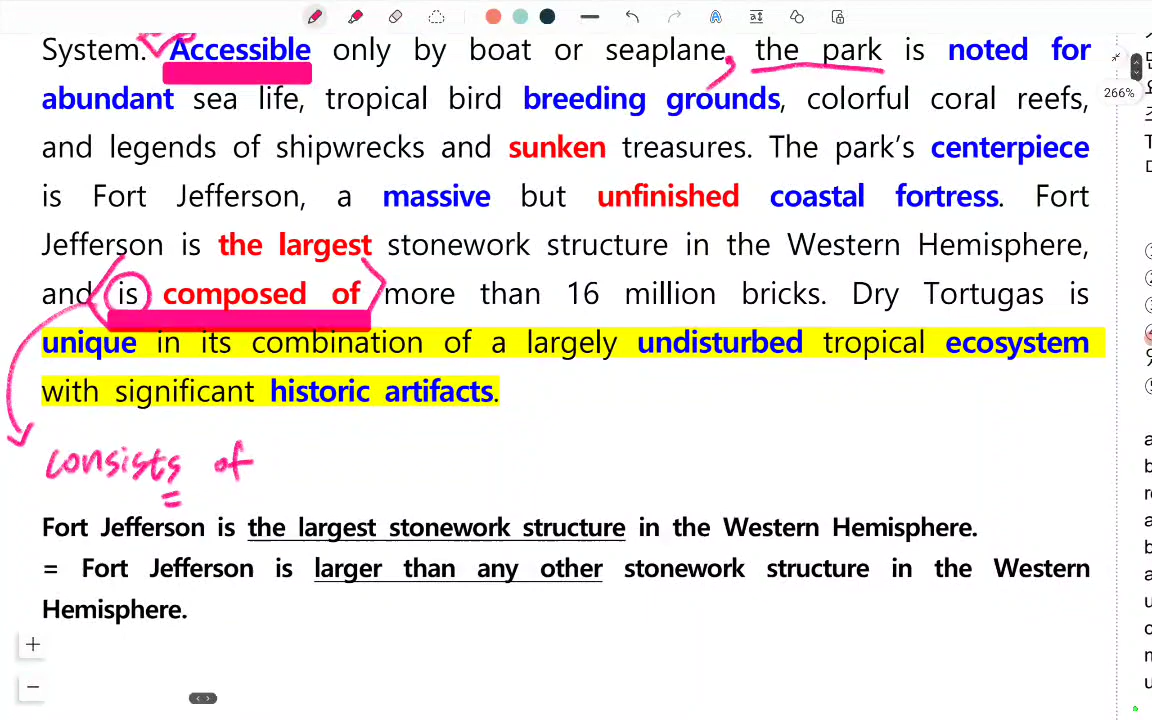 System. Accessible only by boat or seaplane, the park is noted for
266%
abundant sea life, tropical bird breeding grounds, colorful coral reefs,
and legends of shipwrecks and sunken treasures. The park's centerpiece
is Fort Jefferson, a massive but unfinished coastal fortress. Fort
Jefferson is the largest stonework structure in the Western Hemisphere,
and is composed of more than 16 million bricks. Dry Tortugas is
unique in its combination of a largely undisturbed tropical ecosystem
with significant historic artifacts.
consists of
Fort Jefferson is the largest stonework structure in the Western Hemisphere.
= Fort Jefferson is larger than any other stonework structure in the Western
Hemisphere.